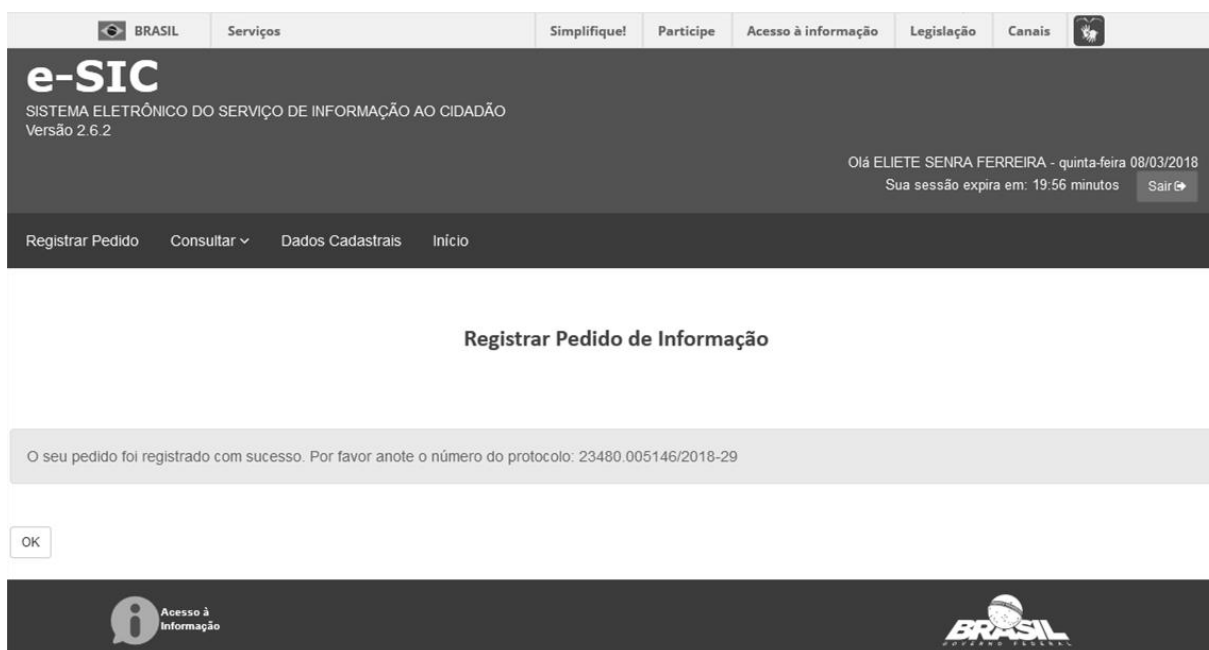 BRASIL Serviços Simplifique! Participe Acesso à informação Legislação Canais
e-SIC
SISTEMA ELETRÔNICO DO SERVIÇO DE INFORMAÇÃO AO CIDADÃO
Versão 2.6.2
Olá ELIETE SENRA FERREIRA - quinta-feira 08/03/2018
Sua sessão expira em: 19:56 minutos Sair
Registrar Pedido Consultar Dados Cadastrais Início
Registrar Pedido de Informação
O seu pedido foi registrado com sucesso. Por favor anote o número do protocolo: 23480.005146/2018-29
OK
Acesso à
Informação
BRASIL
GOVERNO FEDERAL